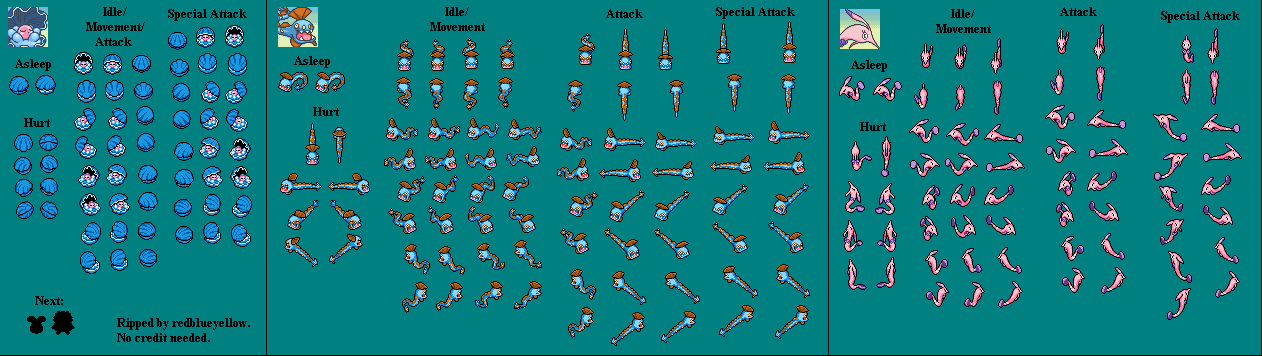 Idle/
Movement/
Attack
Special Attack
Asleep
Hurt
Next:
Ripped by redblueyellow.
No credit needed.
Idle/
Movement
Attack
Special Attack
Asleep
Hurt
Idle/
Movement
Attack
Special Attack
Asleep
Hurt